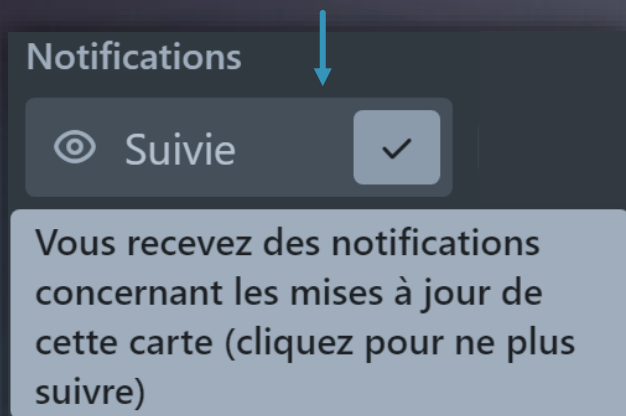 Notifications
Suivie
Vous recevez des notifications
concernant les mises à jour de
cette carte (cliquez pour ne plus
suivre)